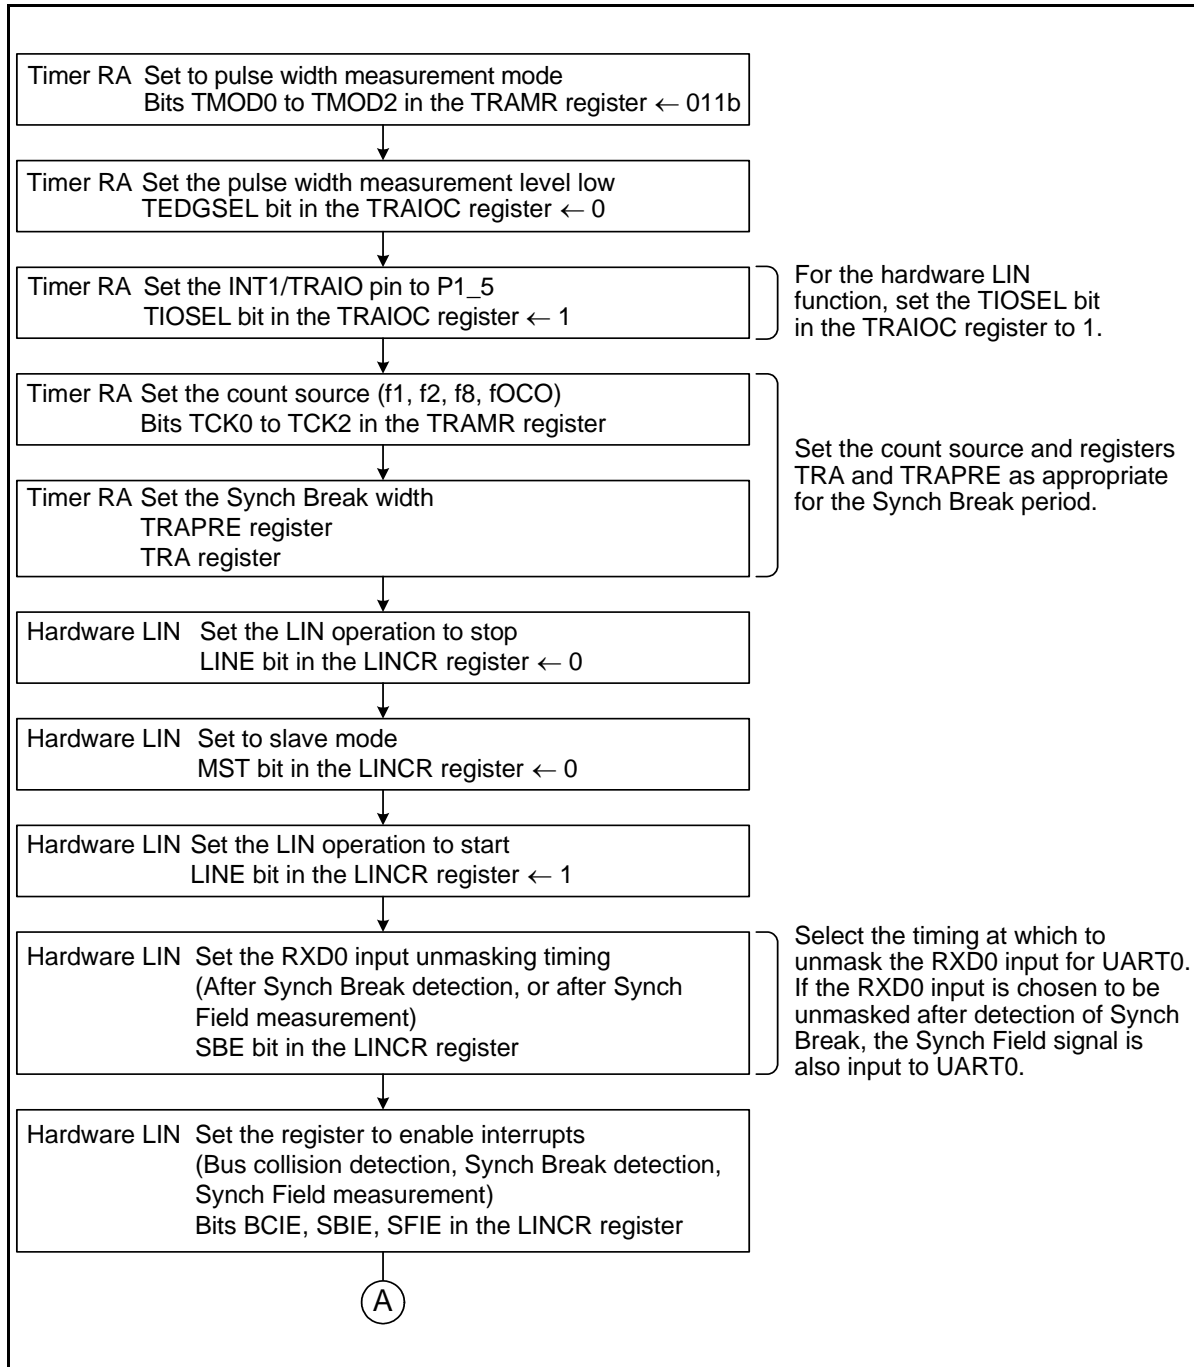 Timer RA Set to pulse width measurement mode
Bits TMOD0 to TMOD2 in the TRAMR register ← 011b
Timer RA Set the pulse width measurement level low
TEDGSEL bit in the TRAIOC register ← 0
Timer RA Set the INT1/TRAIO pin to P1_5
TIOSEL bit in the TRAIOC register ← 1
For the hardware LIN
function, set the TIOSEL bit
in the TRAIOC register to 1.
Timer RA Set the count source (f1, f2, f8, fOCO)
Bits TCK0 to TCK2 in the TRAMR register
Timer RA Set the Synch Break width
TRAPRE register
TRA register
Set the count source and registers
TRA and TRAPRE as appropriate
for the Synch Break period.
Hardware LIN Set the LIN operation to stop
LINE bit in the LINCR register ← 0
Hardware LIN Set to slave mode
MST bit in the LINCR register ← 0
Hardware LIN Set the LIN operation to start
LINE bit in the LINCR register ← 1
Hardware LIN Set the RXD0 input unmasking timing
(After Synch Break detection, or after Synch
Field measurement)
SBE bit in the LINCR register
Select the timing at which to
unmask the RXD0 input for UART0.
If the RXD0 input is chosen to be
unmasked after detection of Synch
Break, the Synch Field signal is
also input to UART0.
Hardware LIN Set the register to enable interrupts
(Bus collision detection, Synch Break detection,
Synch Field measurement)
Bits BCIE, SBIE, SFIE in the LINCR register
A